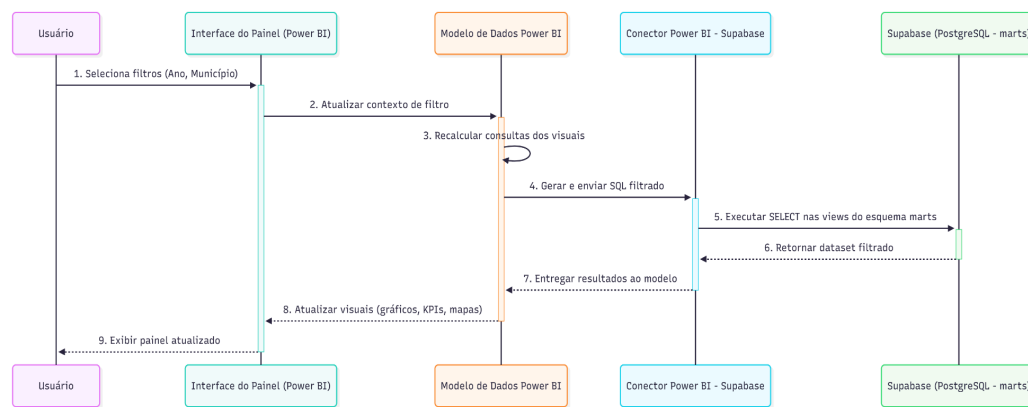 Usuário
Interface do Painel (Power BI)
Modelo de Dados Power BI
Conector Power BI - Supabase
Supabase (PostgreSQL - marts)
1. Seleciona filtros (Ano, Município)
2. Atualizar contexto de filtro
3. Recalcular consultas dos visuais
4. Gerar e enviar SQL filtrado
5. Executar SELECT nas views do esquema marts
6. Retornar dataset filtrado
7. Entregar resultados ao modelo
8. Atualizar visuais (gráficos, KPIs, mapas)
9. Exibir painel atualizado
Usuário
Interface do Painel (Power BI)
Modelo de Dados Power BI
Conector Power BI - Supabase
Supabase (PostgreSQL - marts)